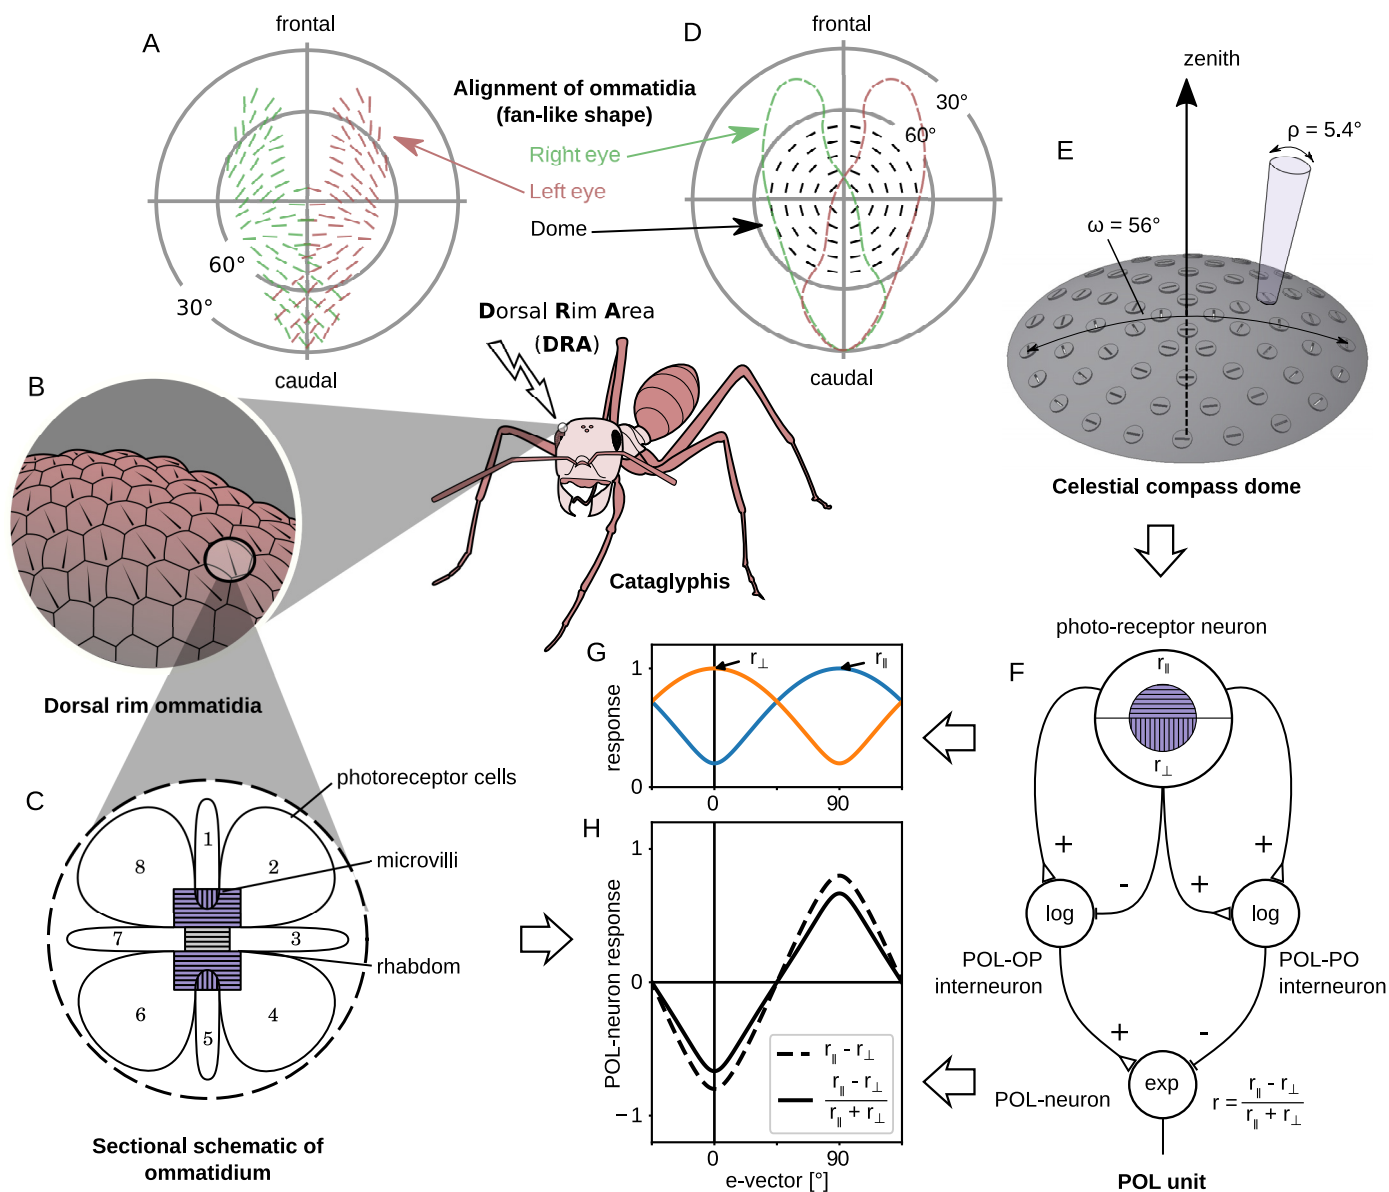 A
frontal
60°
30°
caudal
Alignment of ommatidia
(fan-like shape)
Right eye
Left eye
Dome
D
frontal
30°
60°
caudal
zenith
E
ρ = 5.4°
ω = 56°
Celestial compass dome
B
Dorsal Rim Area
(DRA)
Cataglyphis
Dorsal rim ommatidia
C
photoreceptor cells
microvilli
rhabdom
1
2
3
4
5
6
7
8
Sectional schematic of
ommatidium
G
r⊥
r∥
response
1
0
0
90
H
POL-neuron response
1
0
−1
r∥ - r⊥
r∥ - r⊥
r∥ + r⊥
0
90
e-vector [°]
photo-receptor neuron
F
r∥
r⊥
+
-
+
+
log
log
POL-OP
interneuron
POL-PO
interneuron
+
-
exp
POL-neuron
r = r∥ - r⊥
r∥ + r⊥
POL unit